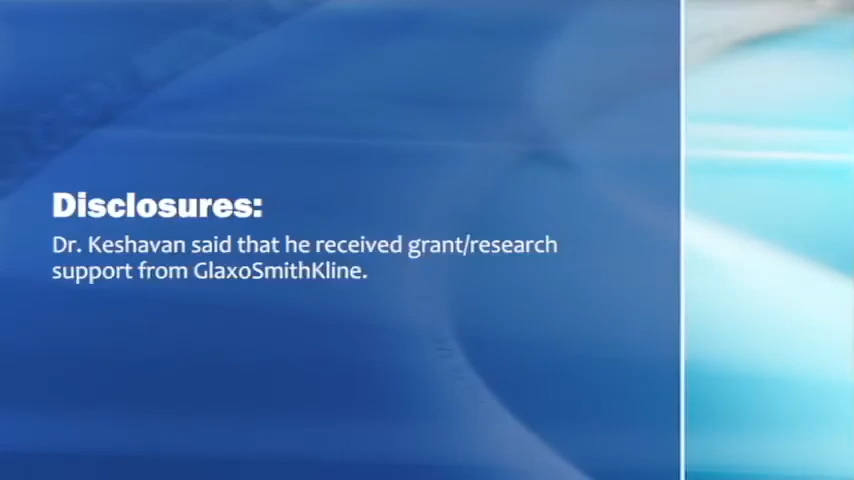 Disclosures:
Dr. Keshavan said that he received grant/research
support from GlaxoSmithKline.